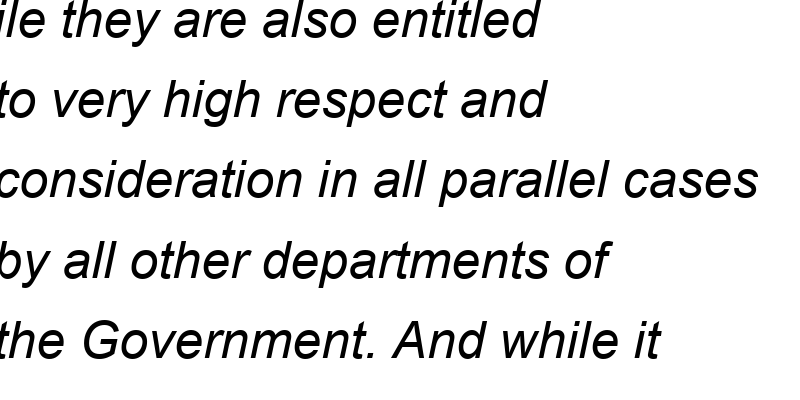 ile they are also entitled
to very high respect and
consideration in all parallel cases
by all other departments of
the Government. And while it